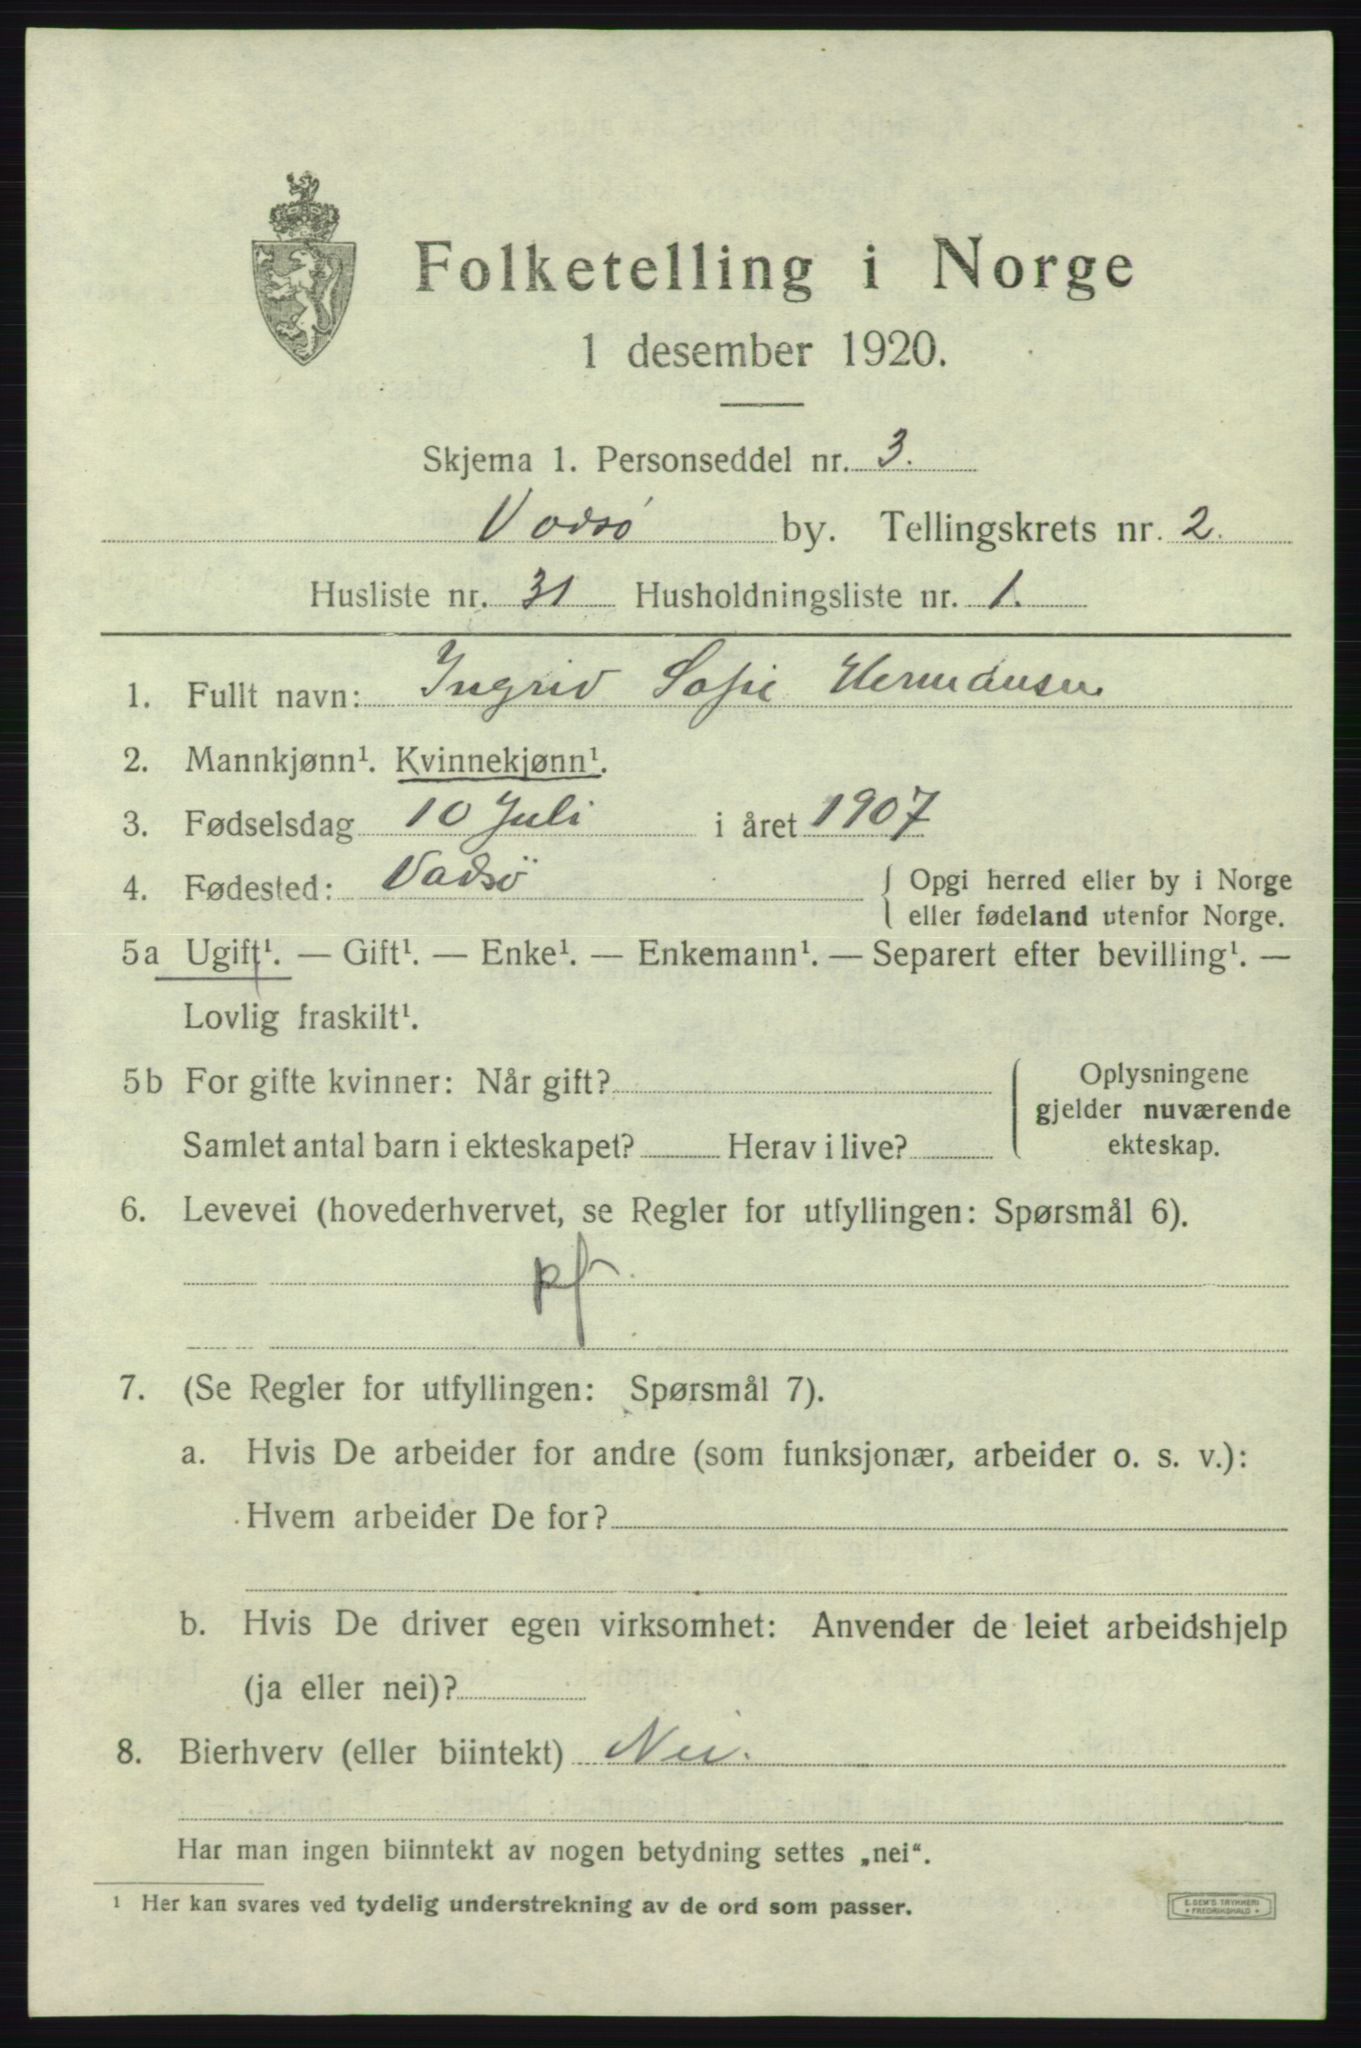 Folketelling i Norge
1 desember 1920.
Skjema 1. Personseddel nr. 3.
Vadsö by. Tellingskrets nr. 2.
Husliste nr. 31 Husholdningsliste nr. 1.
1. Fullt navn: Ingrid Sofie Hermansen
2. Mannkjønn¹. Kvinnekjønn¹.
3. Fødselsdag 10 Juli i året 1907
4. Fødested: Vadsö { Opgi herred eller by i Norge
eller fødeland utenfor Norge.
5a Ugift¹. — Gift¹. — Enke¹. — Enkemann¹. — Separert efter bevilling¹. —
Lovlig fraskilt¹.
5b For gifte kvinner: Når gift? { Oplysningene
gjelder nuværende
Samlet antal barn i ekteskapet? Herav i live? ekteskap.
6. Levevei (hovederhvervet, se Regler for utfyllingen: Spørsmål 6).
pf.
7. (Se Regler for utfyllingen: Spørsmål 7).
a. Hvis De arbeider for andre (som funksjonær, arbeider o. s. v.):
Hvem arbeider De for?
b. Hvis De driver egen virksomhet: Anvender de leiet arbeidshjelp
(ja eller nei)?
8. Bierhverv (eller biintekt) Nei.
Har man ingen biinntekt av nogen betydning settes „nei“.
¹ Her kan svares ved tydelig understrekning av de ord som passer.
E. SEM'S TRYKKERI
* FREDRIKSHALD *